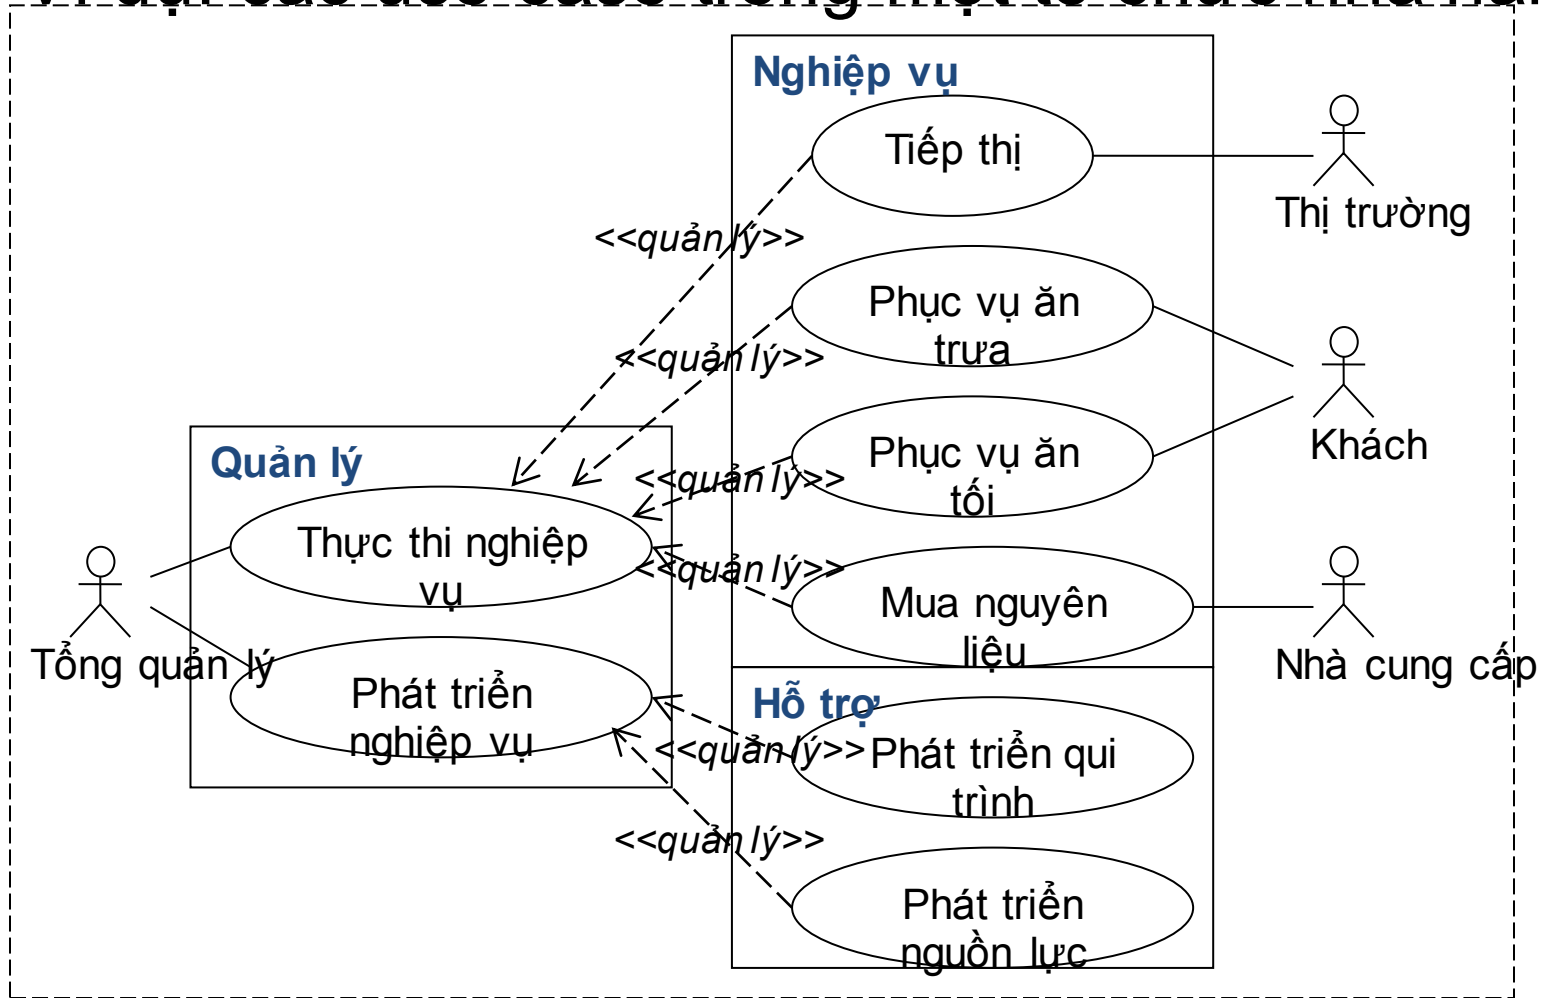 Nghiệp vụ
Tiếp thị
Thị trường
<<quản lý>>
Phục vụ ăn
trưa
<<quản lý>>
Khách
Quản lý
Phục vụ ăn
tối
<<quản lý>>
Thực thi nghiệp
vụ
<<quản lý>>
Mua nguyên
liệu
Tổng quản lý
Nhà cung cấp
Phát triển
nghiệp vụ
Hỗ trợ
<<quản lý>>
Phát triển qui
trình
<<quản lý>>
Phát triển
nguồn lực